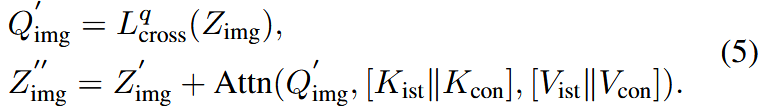 Q'_img = L^q_cross(Z_img),
Z''_img = Z'_img + Attn(Q'_img, [K_ist∥K_con], [V_ist∥V_con]). (5)